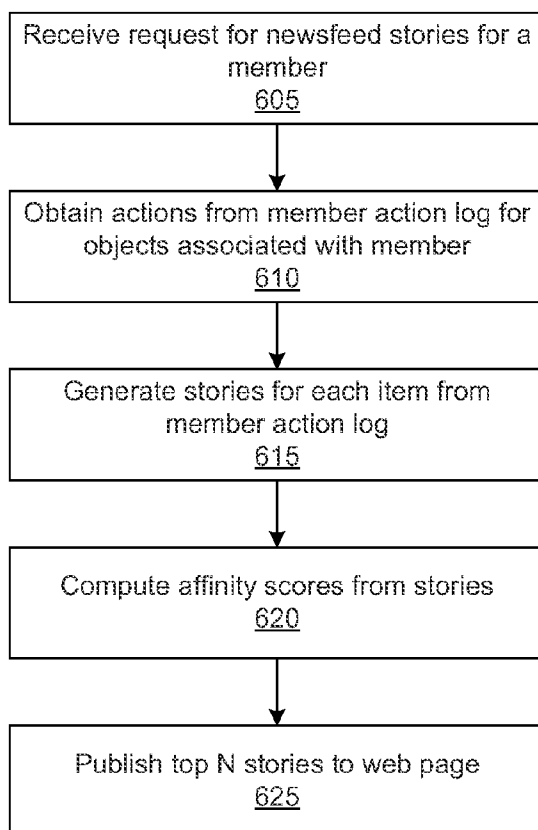 Receive request for newsfeed stories for a
member
605
Obtain actions from member action log for
objects associated with member
610
Generate stories for each item from
member action log
615
Compute affinity scores from stories
620
Publish top N stories to web page
625